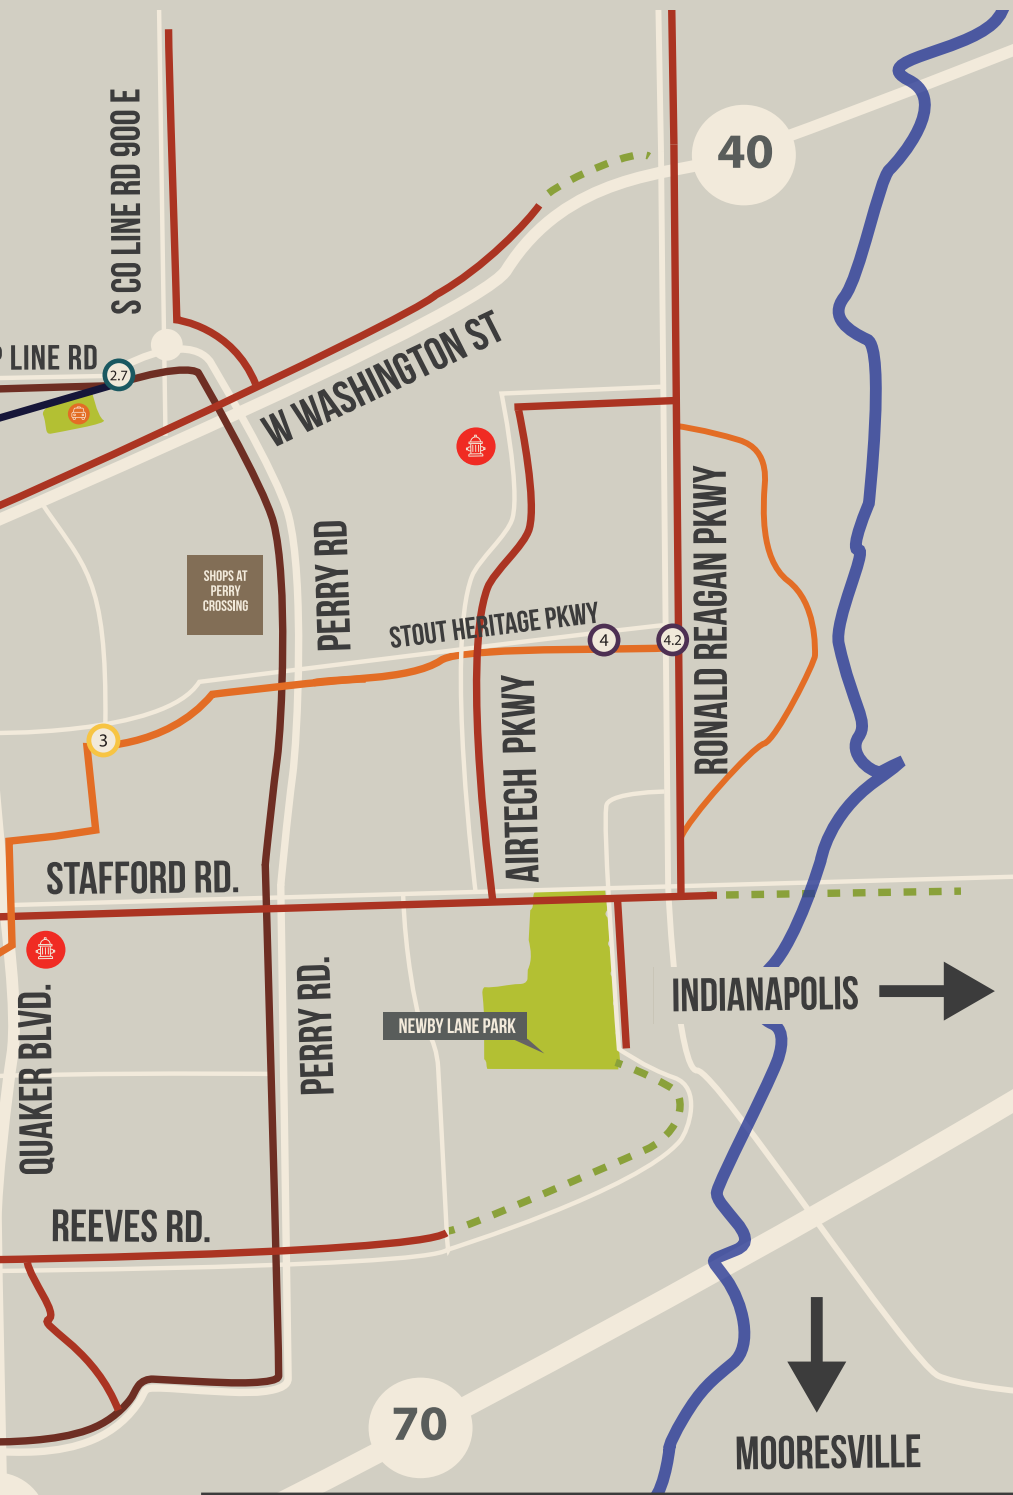 S CO LINE RD 900 E
40
P LINE RD
2.7
W WASHINGTON ST
SHOPS AT
PERRY
CROSSING
PERRY RD
STOUT HERITAGE PKWY
4
4.2
RONALD REAGAN PKWY
AIRTECH PKWY
3
STAFFORD RD.
QUAKER BLVD.
PERRY RD.
NEWBY LANE PARK
INDIANAPOLIS
REEVES RD.
70
MOORESVILLE